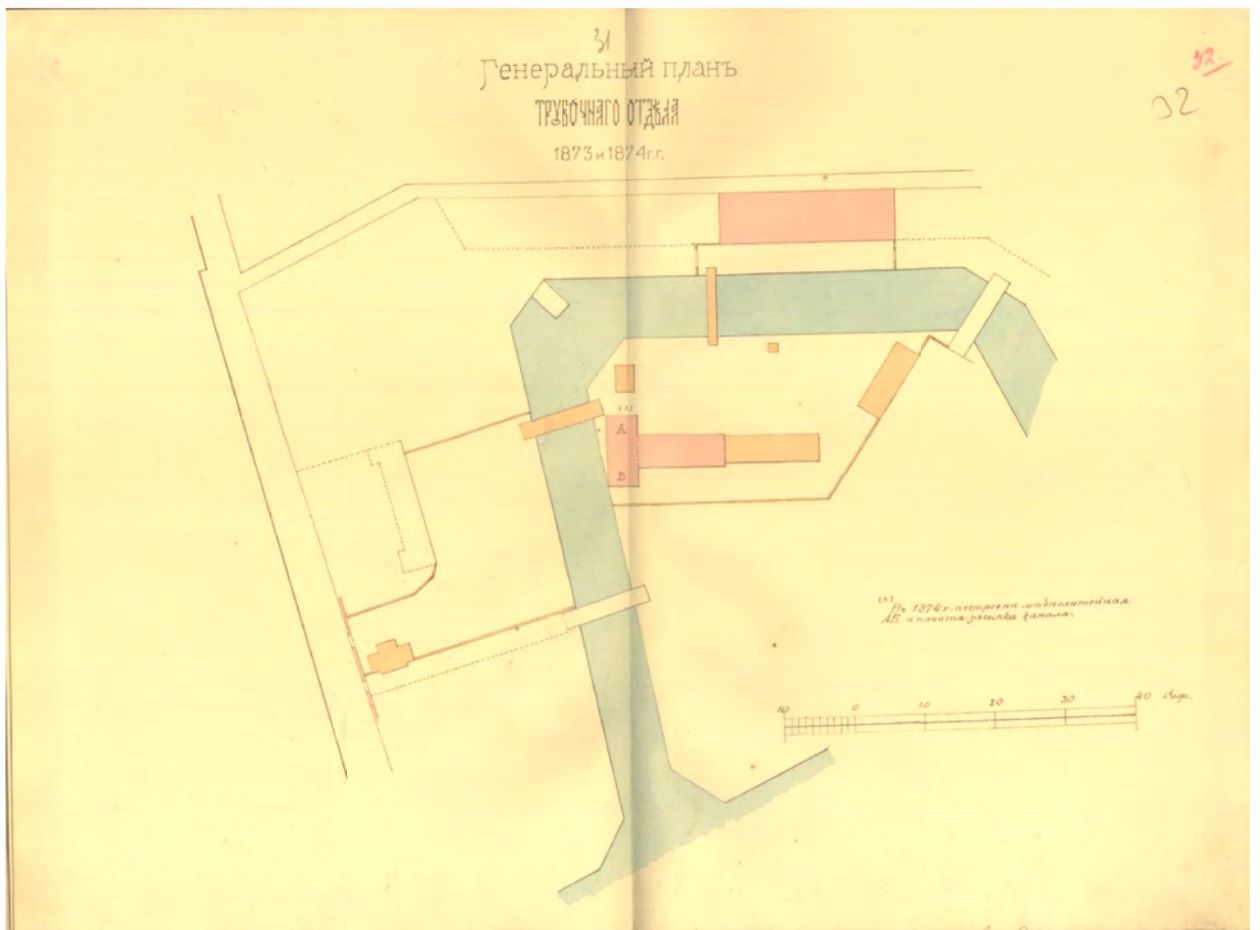 31
32.
32
Генеральный планъ
ТРУБОЧНАГО ОТДѢЛА
1873 и 1874 г.г.
(х)
А
В
(х)
Въ 1874 г. построена мѣднолитейная
АБ и начата засыпка канала.
10 0 10 20 30 40 саж.